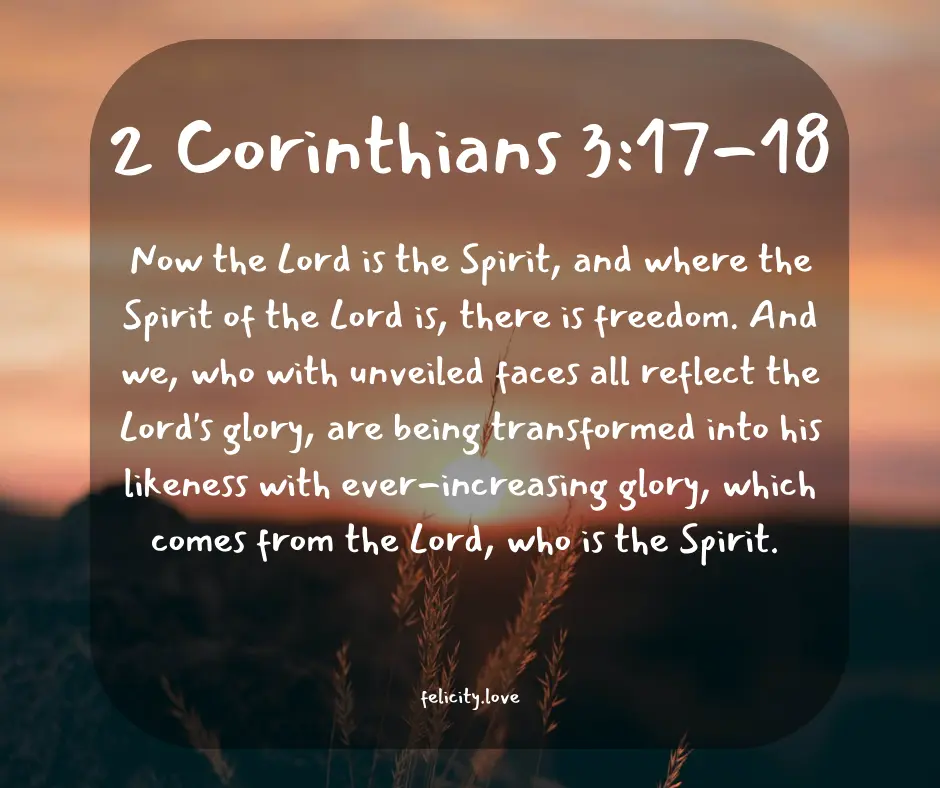 2 Corinthians 3:17-18
Now the Lord is the Spirit, and where the
Spirit of the Lord is, there is freedom. And
we, who with unveiled faces all reflect the
Lord's glory, are being transformed into his
likeness with ever-increasing glory, which
comes from the Lord, who is the Spirit.
felicity.love